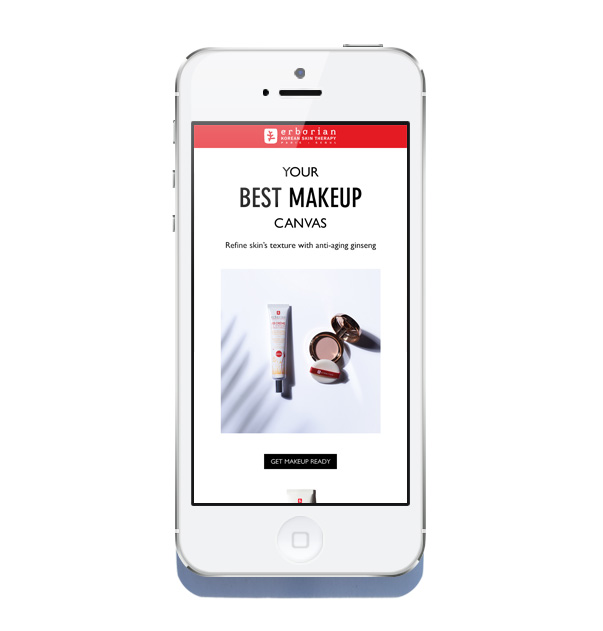 erborian
KOREAN SKIN THERAPY
PARIS - SEOUL
YOUR
BEST MAKEUP
CANVAS
Refine skin's texture with anti-aging ginseng
GET MAKEUP READY